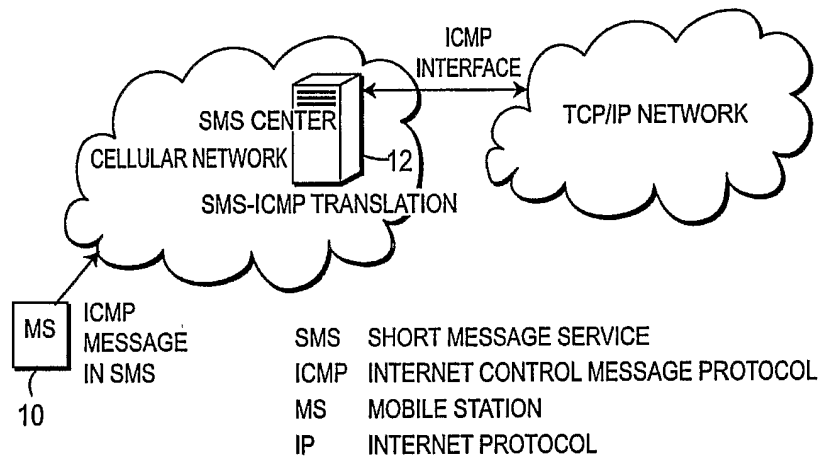 ICMP
INTERFACE
SMS CENTER
TCP/IP NETWORK
CELLULAR NETWORK
12
SMS-ICMP TRANSLATION
MS
ICMP
MESSAGE
IN SMS
10
SMS SHORT MESSAGE SERVICE
ICMP INTERNET CONTROL MESSAGE PROTOCOL
MS MOBILE STATION
IP INTERNET PROTOCOL